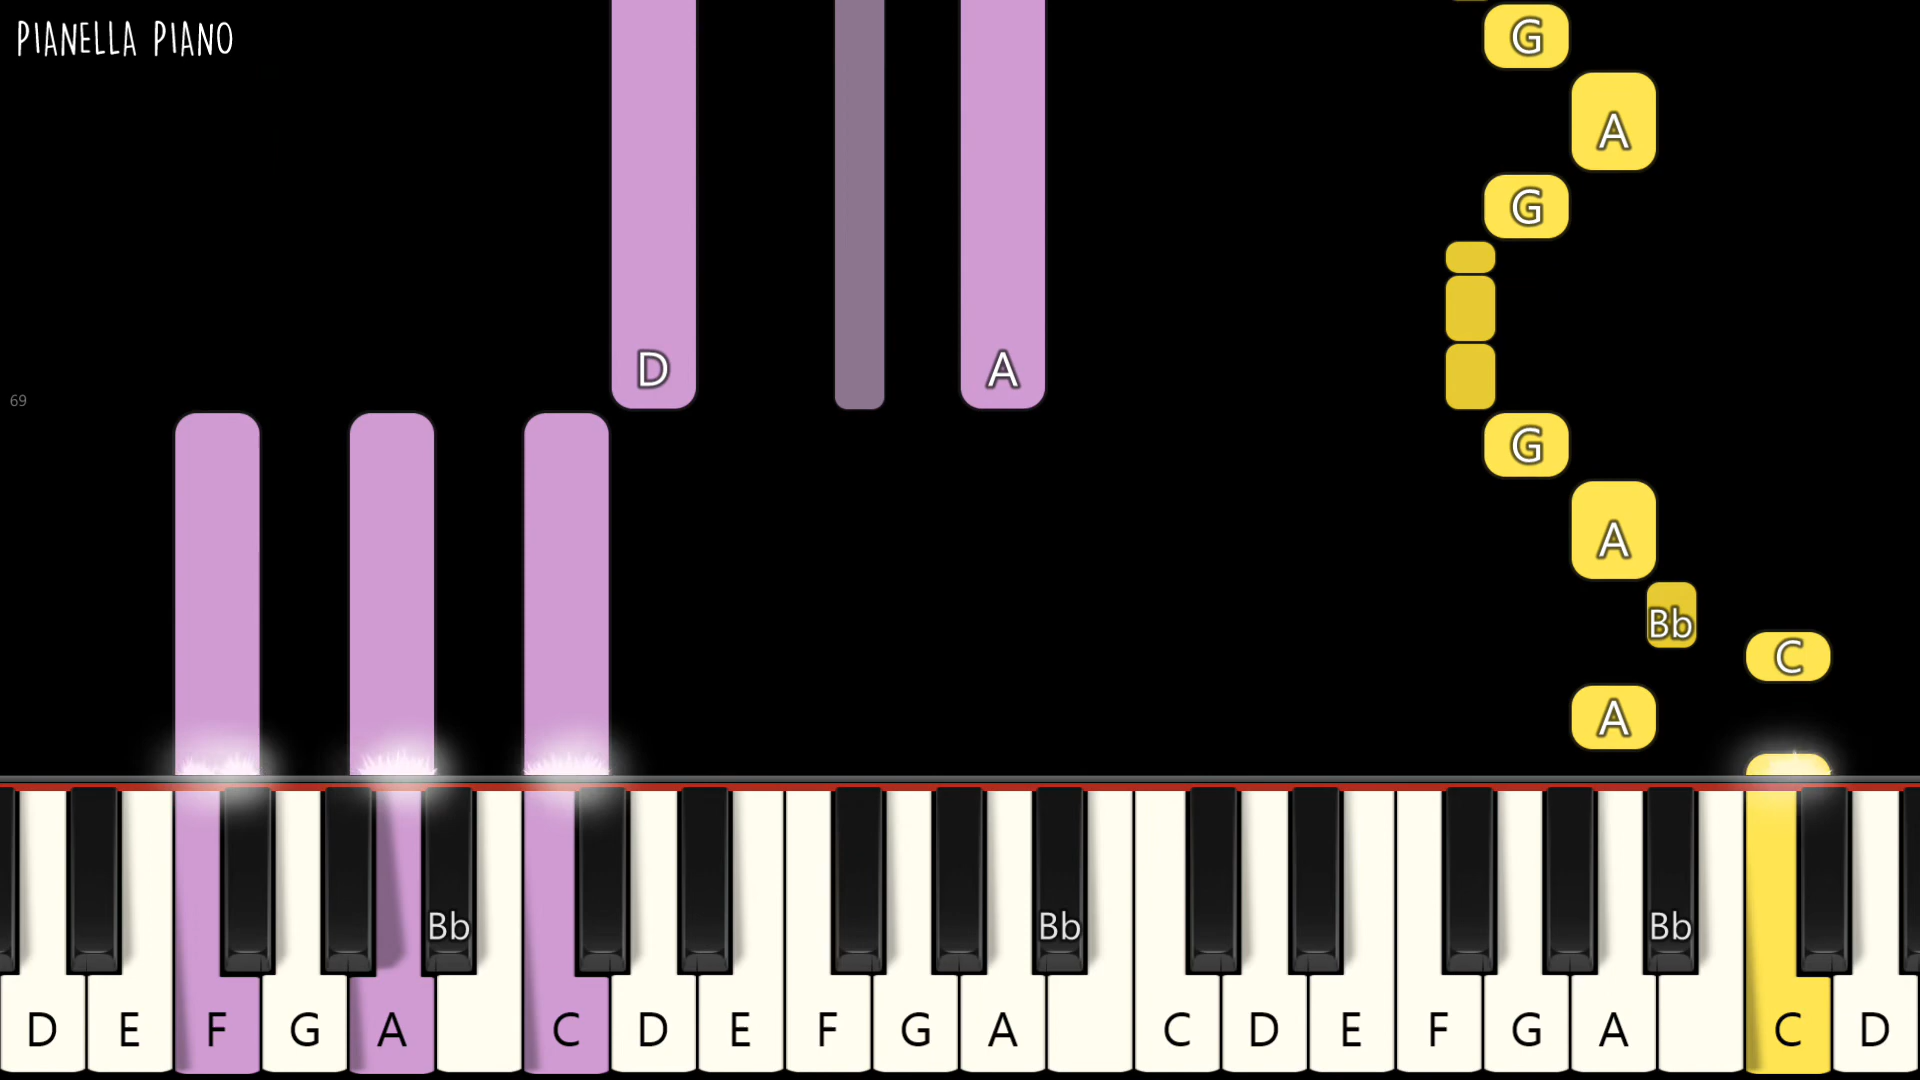 PIANELLA PIANO
G
A
G
D
A
69
G
A
Bb
C
A
Bb Bb Bb
D E F G A C D E F G A C D E F G A C D